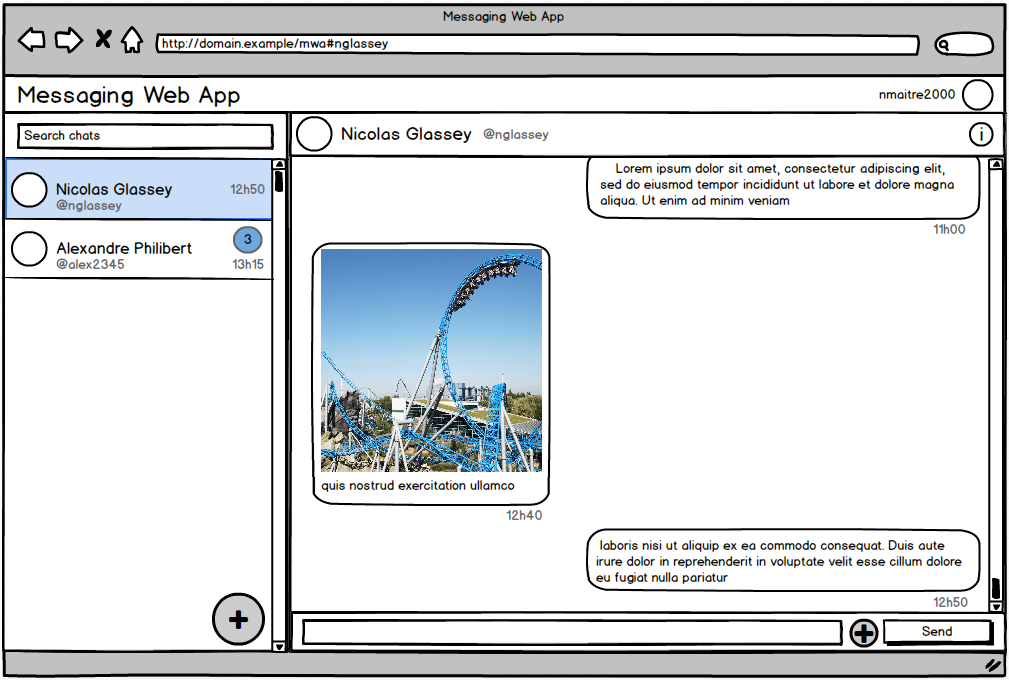 Messaging Web App
http://domain.example/mwa#nglassey
Messaging Web App
nmaitre2000
Search chats
Nicolas Glassey
12h50
@nglassey
Alexandre Philibert
3
@alex2345
13h15
+
Nicolas Glassey @nglassey
i
Lorem ipsum dolor sit amet, consectetur adipiscing elit,
sed do eiusmod tempor incididunt ut labore et dolore magna
aliqua. Ut enim ad minim veniam
11h00
quis nostrud exercitation ullamco
12h40
laboris nisi ut aliquip ex ea commodo consequat. Duis aute
irure dolor in reprehenderit in voluptate velit esse cillum dolore
eu fugiat nulla pariatur
12h50
+
Send